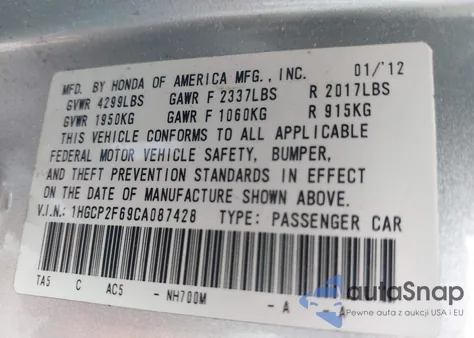 MFD. BY HONDA OF AMERICA MFG., INC. 01/'12
GVWR 4299LBS GAWR F 2337LBS R 2017LBS
GVWR 1950KG GAWR F 1060KG R 915KG
THIS VEHICLE CONFORMS TO ALL APPLICABLE
FEDERAL MOTOR VEHICLE SAFETY, BUMPER,
AND THEFT PREVENTION STANDARDS IN EFFECT
ON THE DATE OF MANUFACTURE SHOWN ABOVE.
V.I.N.: 1HGCP2F69CA087428 TYPE: PASSENGER CAR
TA5 C AC5 - NH700M - A - A
autoSnap
Pewne auta z aukcji USA i EU